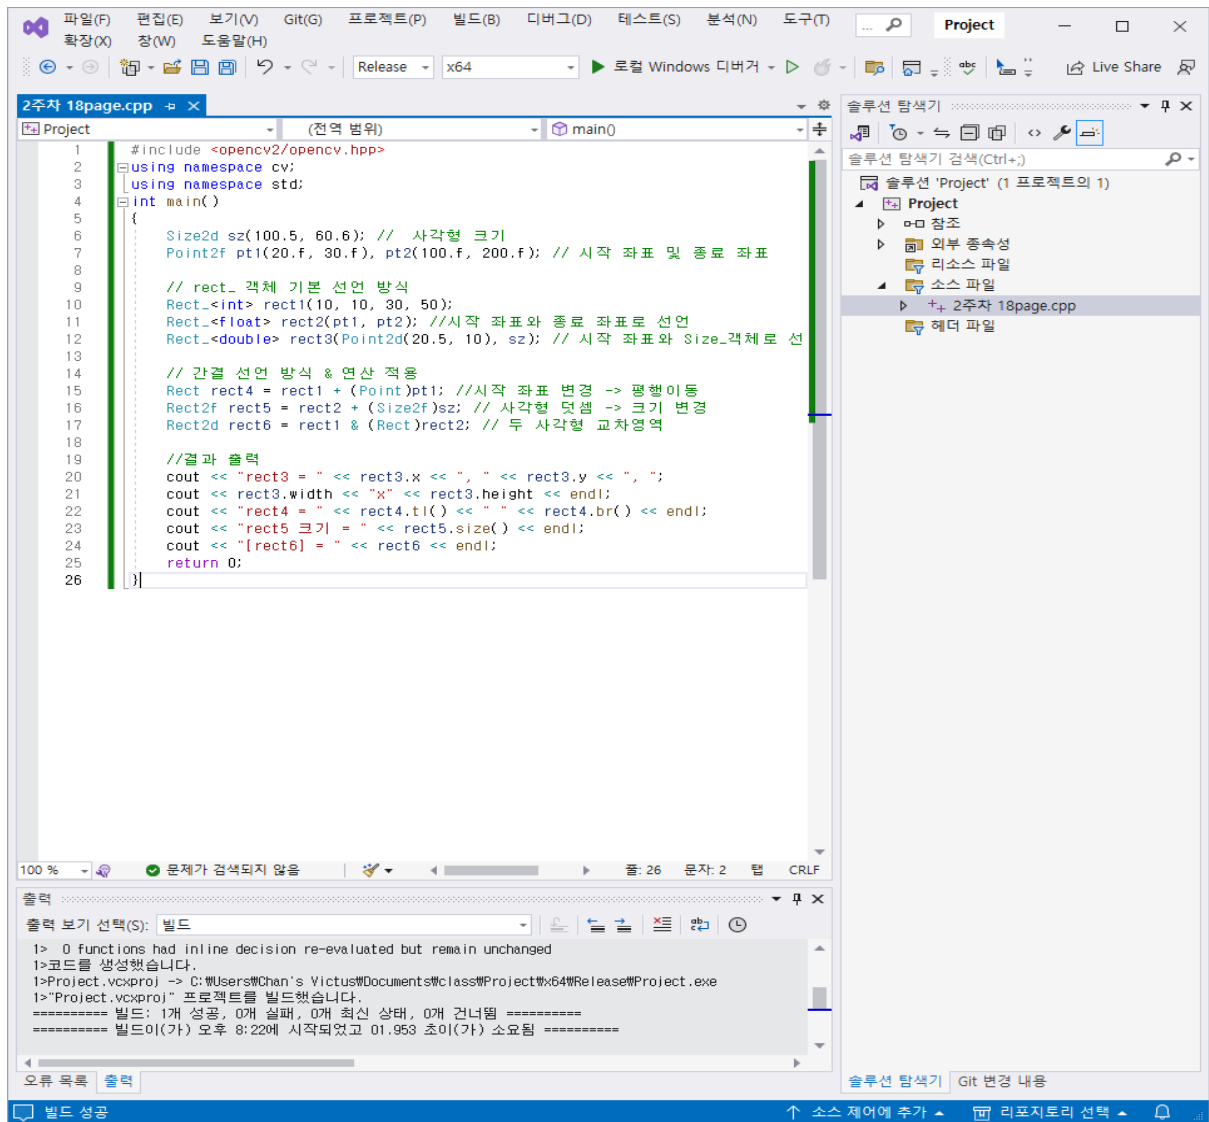 파일(F) 편집(E) 보기(V) Git(G) 프로젝트(P) 빌드(B) 디버그(D) 테스트(S) 분석(N) 도구(T)
확장(X) 창(W) 도움말(H)
... Project
Release x64 로컬 Windows 디버거 Live Share
2주차 18page.cpp
Project (전역 범위) main()
1 #include <opencv2/opencv.hpp>
2 using namespace cv;
3 using namespace std;
4 int main()
5 {
6 Size2d sz(100.5, 60.6); // 사각형 크기
7 Point2f pt1(20.f, 30.f), pt2(100.f, 200.f); // 시작 좌표 및 종료 좌표
8
9 // rect_ 객체 기본 선언 방식
10 Rect_<int> rect1(10, 10, 30, 50);
11 Rect_<float> rect2(pt1, pt2); //시작 좌표와 종료 좌표로 선언
12 Rect_<double> rect3(Point2d(20.5, 10), sz); // 시작 좌표와 Size_객체로 선
13
14 // 간결 선언 방식 & 연산 적용
15 Rect rect4 = rect1 + (Point)pt1; //시작 좌표 변경 -> 평행이동
16 Rect2f rect5 = rect2 + (Size2f)sz; // 사각형 덧셈 -> 크기 변경
17 Rect2d rect6 = rect1 & (Rect)rect2; // 두 사각형 교차영역
18
19 //결과 출력
20 cout << "rect3 = " << rect3.x << ", " << rect3.y << ", ";
21 cout << rect3.width << "x" << rect3.height << endl;
22 cout << "rect4 = " << rect4.tl() << " " << rect4.br() << endl;
23 cout << "rect5 크기 = " << rect5.size() << endl;
24 cout << "[rect6] = " << rect6 << endl;
25 return 0;
26 }
100 % 문제가 검색되지 않음 줄: 26 문자: 2 탭 CRLF
출력
출력 보기 선택(S): 빌드
1> 0 functions had inline decision re-evaluated but remain unchanged
1>코드를 생성했습니다.
1>Project.vcxproj -> C:₩Users₩Chan's Victus₩Documents₩class₩Project₩x64₩Release₩Project.exe
1>"Project.vcxproj" 프로젝트를 빌드했습니다.
========== 빌드: 1개 성공, 0개 실패, 0개 최신 상태, 0개 건너뜀 ==========
========== 빌드이(가) 오후 8:22에 시작되었고 01.953 초이(가) 소요됨 ==========
오류 목록 출력
솔루션 탐색기
솔루션 탐색기 검색(Ctrl+;)
솔루션 'Project' (1 프로젝트의 1)
Project
참조
외부 종속성
리소스 파일
소스 파일
2주차 18page.cpp
헤더 파일
솔루션 탐색기 Git 변경 내용
빌드 성공 소스 제어에 추가 리포지토리 선택